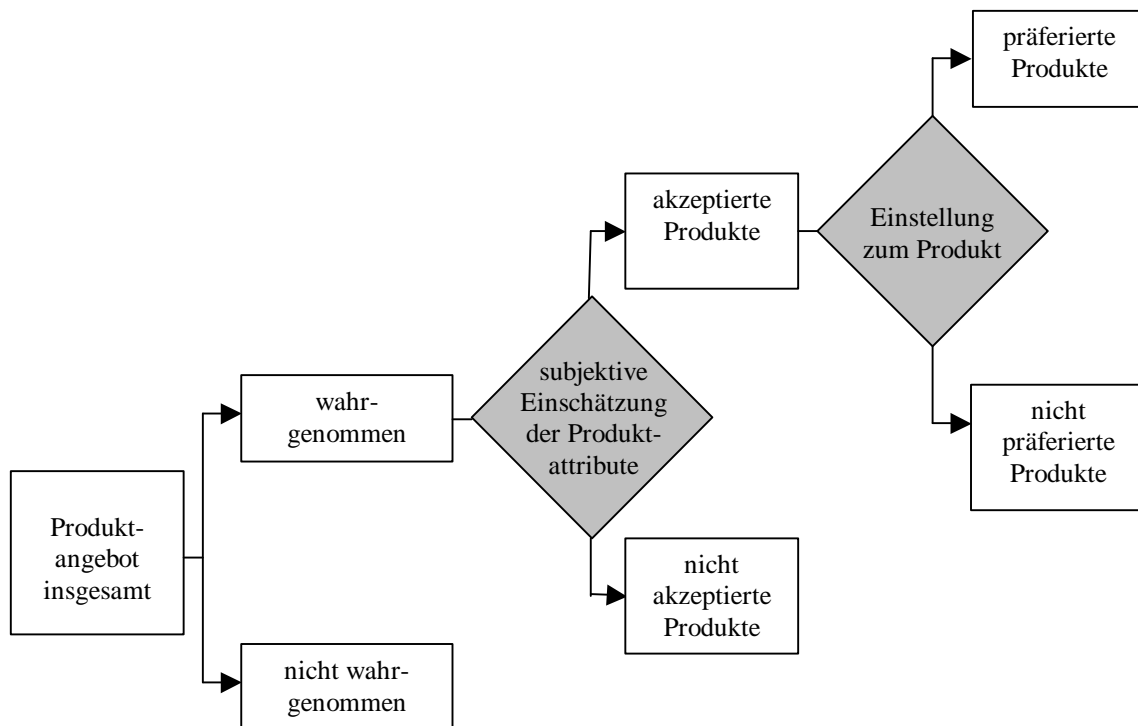 präferierte
Produkte
akzeptierte
Produkte
Einstellung
zum Produkt
wahr-
genommen
subjektive
Einschätzung
der Produkt-
attribute
nicht
präferierte
Produkte
Produkt-
angebot
insgesamt
nicht
akzeptierte
Produkte
nicht wahr-
genommen